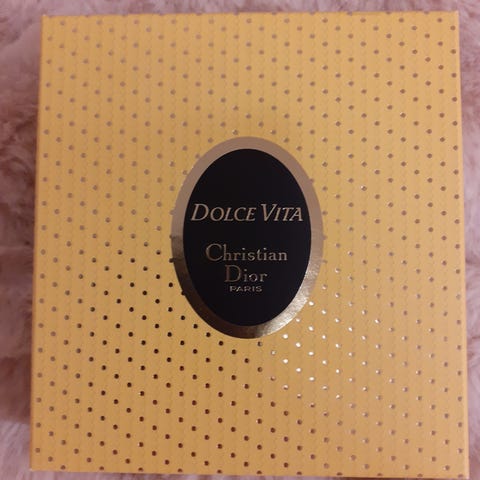 DOLCE VITA
Christian
Dior
PARIS